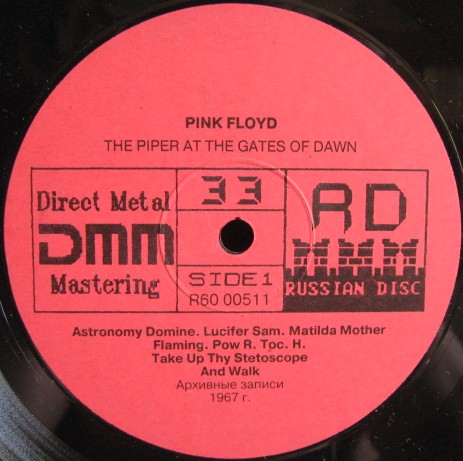 PINK FLOYD
THE PIPER AT THE GATES OF DAWN
Direct Metal
DMM
Mastering
33
SIDE 1
R60 00511
RD
RUSSIAN DISC
Astronomy Domine. Lucifer Sam. Matilda Mother
Flaming. Pow R. Toc. H.
Take Up Thy Stetoscope
And Walk
Архивные записи
1967 г.